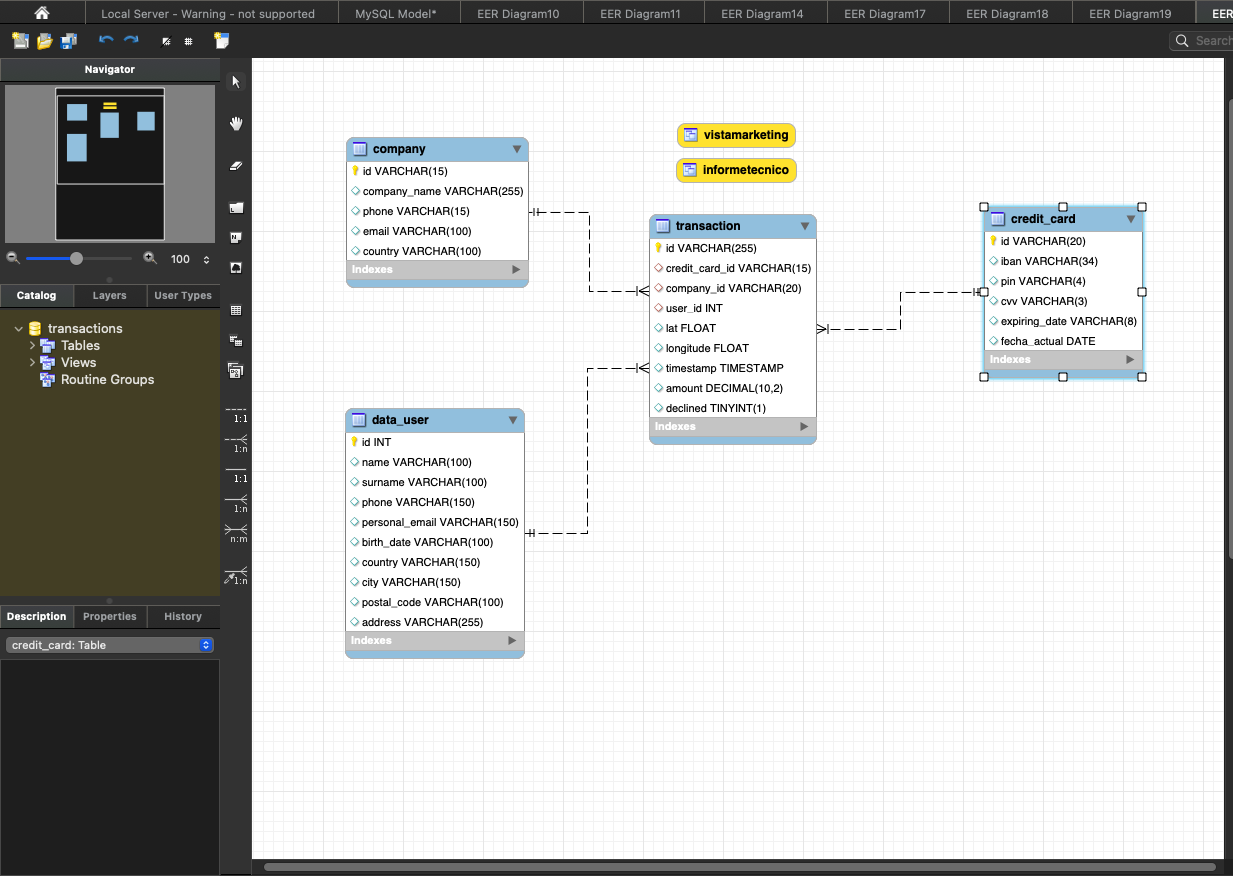 Local Server - Warning - not supported
MySQL Model*
EER Diagram10
EER Diagram11
EER Diagram14
EER Diagram17
EER Diagram18
EER Diagram19
EER
Search
Navigator
100
Catalog
Layers
User Types
transactions
Tables
Views
Routine Groups
1:1
1:n
1:1
1:n
n:m
1:n
Description
Properties
History
credit_card: Table
company
id VARCHAR(15)
company_name VARCHAR(255)
phone VARCHAR(15)
email VARCHAR(100)
country VARCHAR(100)
Indexes
data_user
id INT
name VARCHAR(100)
surname VARCHAR(100)
phone VARCHAR(150)
personal_email VARCHAR(150)
birth_date VARCHAR(100)
country VARCHAR(150)
city VARCHAR(150)
postal_code VARCHAR(100)
address VARCHAR(255)
Indexes
vistamarketing
informetecnico
transaction
id VARCHAR(255)
credit_card_id VARCHAR(15)
company_id VARCHAR(20)
user_id INT
lat FLOAT
longitude FLOAT
timestamp TIMESTAMP
amount DECIMAL(10,2)
declined TINYINT(1)
Indexes
credit_card
id VARCHAR(20)
iban VARCHAR(34)
pin VARCHAR(4)
cvv VARCHAR(3)
expiring_date VARCHAR(8)
fecha_actual DATE
Indexes